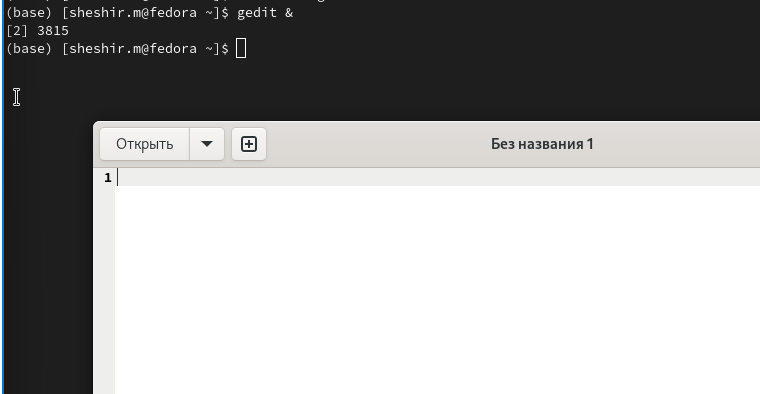 (base) [sheshir.m@fedora ~]$ gedit &
[2] 3815
(base) [sheshir.m@fedora ~]$
Открыть
Без названия 1
1